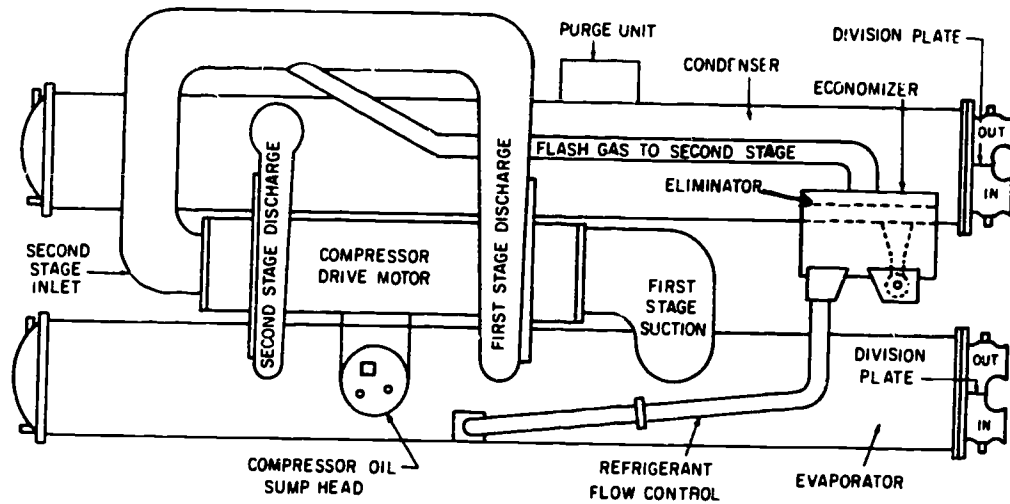 PURGE UNIT
DIVISION PLATE
CONDENSER
ECONOMIZER
OUT
FLASH GAS TO SECOND STAGE
ELIMINATOR
IN
SECOND STAGE DISCHARGE
FIRST STAGE DISCHARGE
SECOND
STAGE
INLET
COMPRESSOR
DRIVE MOTOR
FIRST
STAGE
SUCTION
DIVISION
PLATE
OUT
IN
COMPRESSOR OIL
SUMP HEAD
REFRIGERANT
FLOW CONTROL
EVAPORATOR